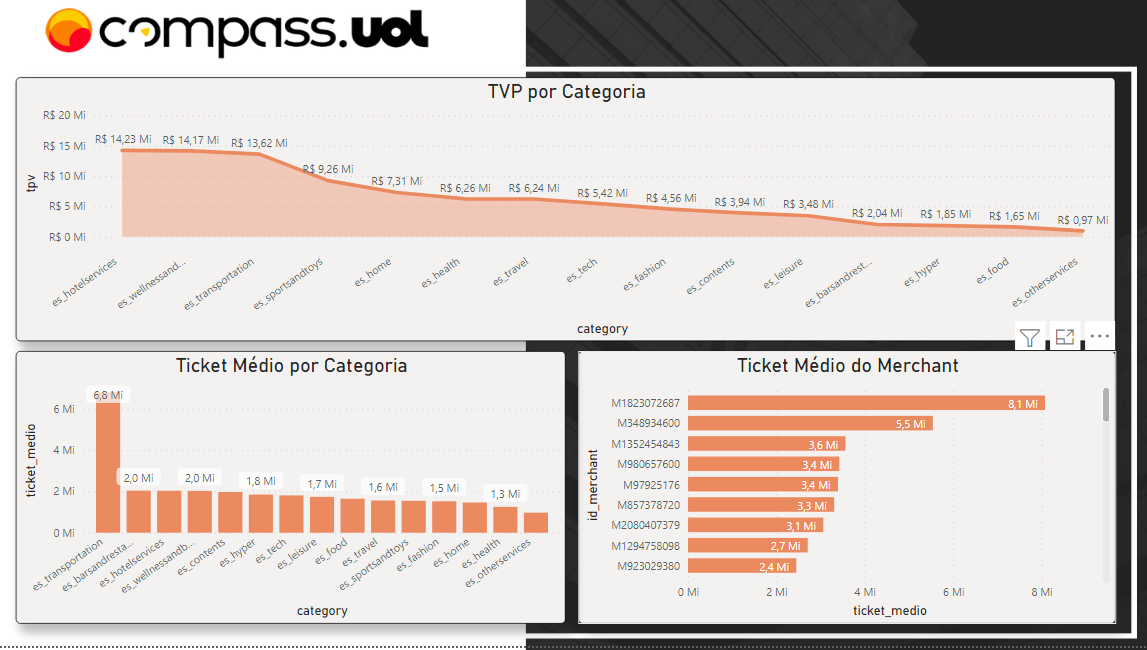 compass.uol
TVP por Categoria
R$ 20 Mi
R$ 15 Mi
R$ 10 Mi
R$ 5 Mi
R$ 0 Mi
tpv
R$ 14,23 Mi R$ 14,17 Mi R$ 13,62 Mi R$ 9,26 Mi R$ 7,31 Mi R$ 6,26 Mi R$ 6,24 Mi R$ 5,42 Mi R$ 4,56 Mi R$ 3,94 Mi R$ 3,48 Mi R$ 2,04 Mi R$ 1,85 Mi R$ 1,65 Mi R$ 0,97 Mi
es_hotelservices es_wellnessand... es_transportation es_sportsandtoys es_home es_health es_travel es_tech es_fashion es_contents es_leisure es_barsandrest... es_hyper es_food es_otherservices
category
Ticket Médio por Categoria
6 Mi
4 Mi
2 Mi
0 Mi
ticket_medio
6,8 Mi 2,0 Mi 2,0 Mi 1,8 Mi 1,7 Mi 1,6 Mi 1,5 Mi 1,3 Mi
es_transportation es_barsandresta... es_hotelservices es_wellnessandb... es_contents es_hyper es_tech es_leisure es_food es_travel es_sportsandtoys es_fashion es_home es_health es_otherservices
category
Ticket Médio do Merchant
id_merchant
M1823072687 8,1 Mi
M348934600 5,5 Mi
M1352454843 3,6 Mi
M980657600 3,4 Mi
M97925176 3,4 Mi
M857378720 3,3 Mi
M2080407379 3,1 Mi
M1294758098 2,7 Mi
M923029380 2,4 Mi
0 Mi 2 Mi 4 Mi 6 Mi 8 Mi
ticket_medio